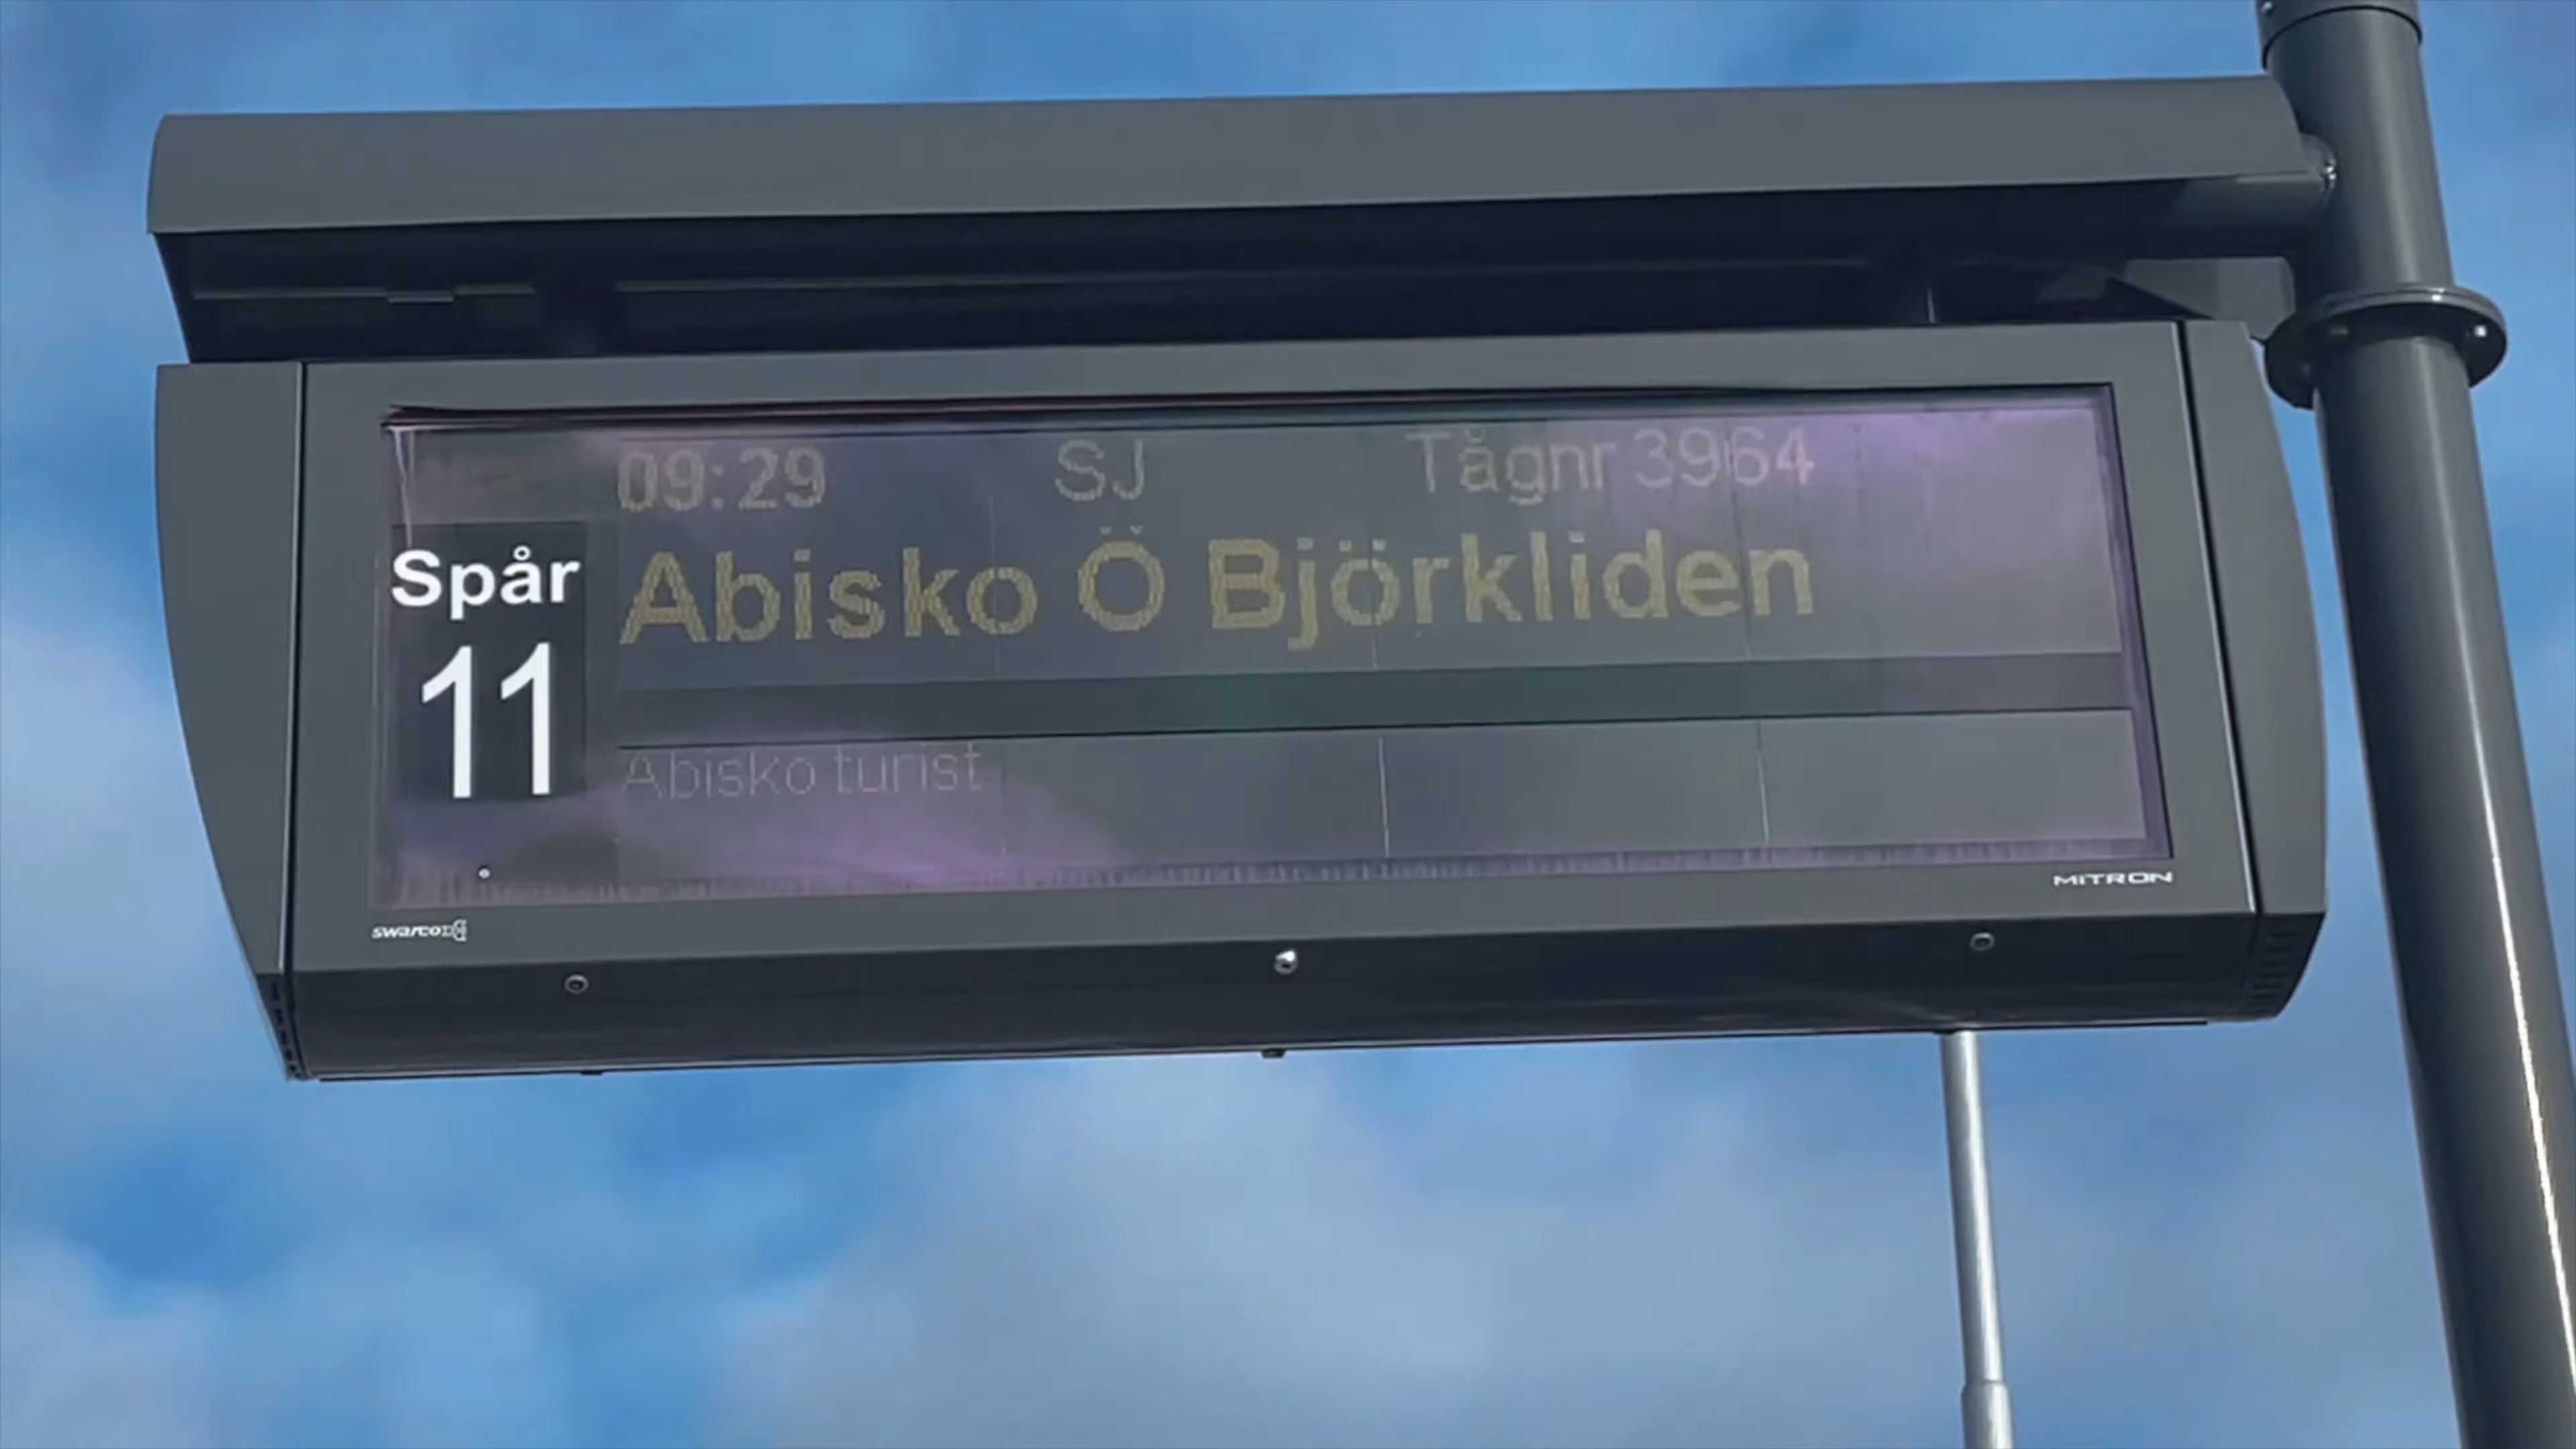 09:29 SJ Tågnr 3964
Spår
11
Abisko Ö Björkliden
Abisko turist
MITRON
swarco